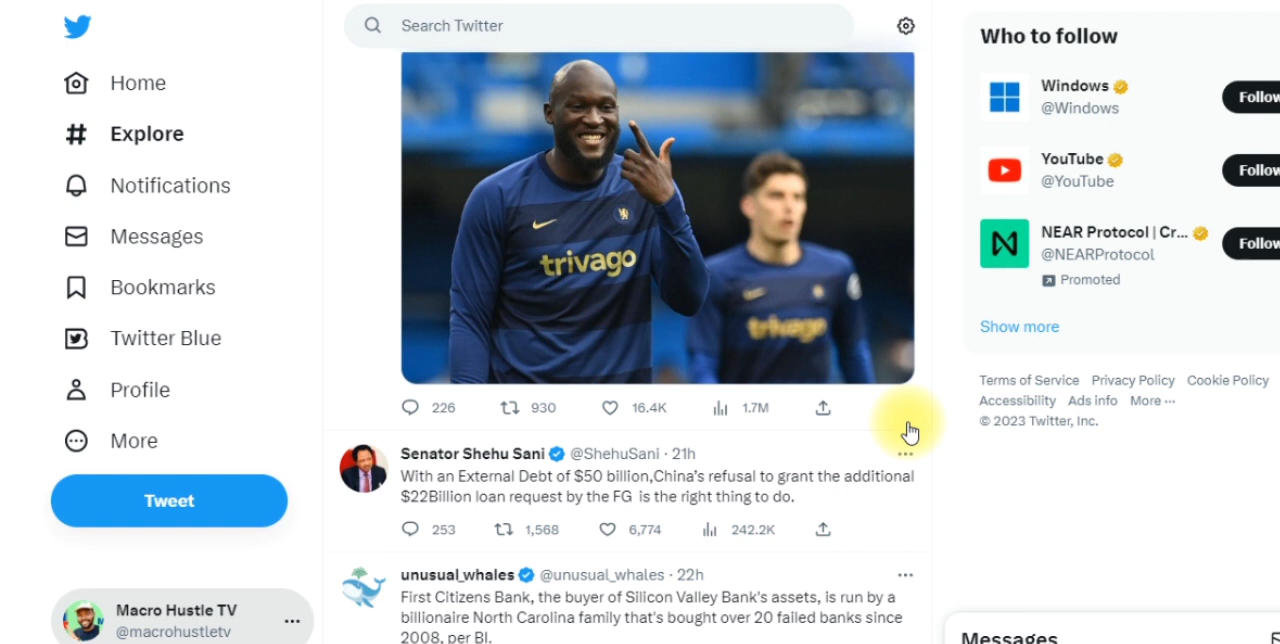 Search Twitter
Home
Explore
Notifications
Messages
Bookmarks
Twitter Blue
Profile
More
Tweet
Macro Hustle TV
@macrohustletv
trivago
trivago
226 930 16.4K 1.7M
Senator Shehu Sani @ShehuSani · 21h
With an External Debt of $50 billion,China's refusal to grant the additional
$22Billion loan request by the FG is the right thing to do.
253 1,568 6,774 242.2K
unusual_whales @unusual_whales · 22h
First Citizens Bank, the buyer of Silicon Valley Bank's assets, is run by a
billionaire North Carolina family that's bought over 20 failed banks since
2008, per BI.
Who to follow
Windows
@Windows
Follow
YouTube
@YouTube
Follow
NEAR Protocol | Cr...
@NEARProtocol
Follow
Promoted
Show more
Terms of Service Privacy Policy Cookie Policy
Accessibility Ads info More ···
© 2023 Twitter, Inc.
Messages